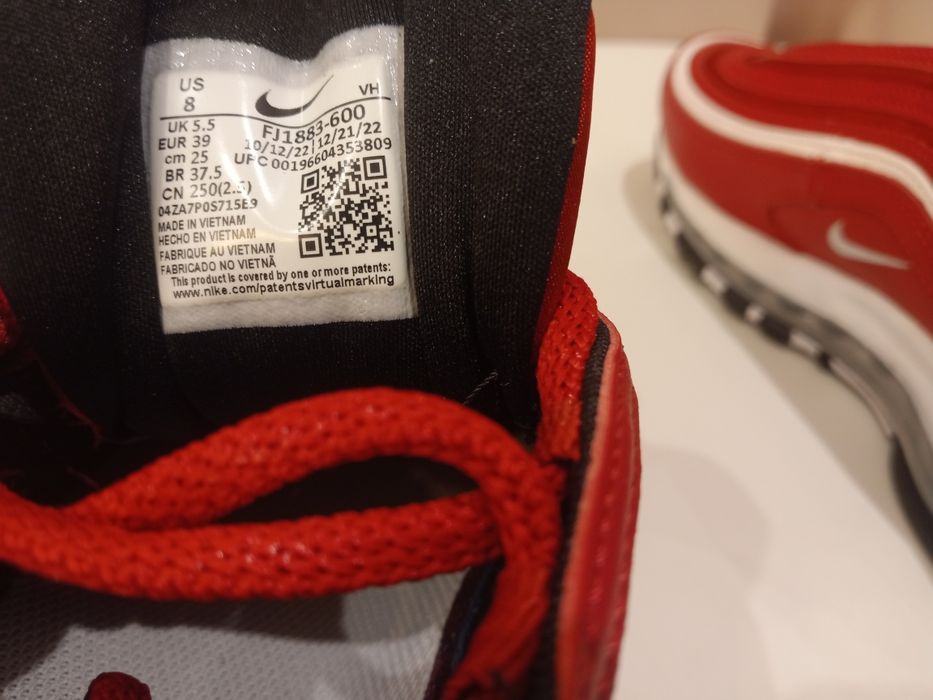 US
8
VH
UK 5.5
FJ1883-600
EUR 39
10/12/22 12/21/22
cm 25
UPC 00196604353809
BR 37.5
CN 250(2.5)
04ZA7P0S715E9
MADE IN VIETNAM
HECHO EN VIETNAM
FABRIQUE AU VIETNAM
FABRICADO NO VIETNÃ
This product is covered by one or more patents:
www.nike.com/patentsvirtualmarking